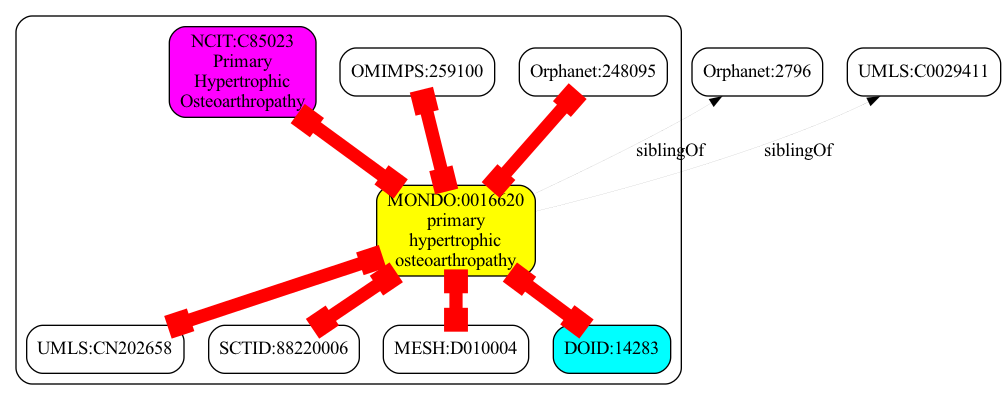 NCIT:C85023
Primary
Hypertrophic
Osteoarthropathy
OMIMPS:259100
Orphanet:248095
Orphanet:2796
UMLS:C0029411
siblingOf
siblingOf
MONDO:0016620
primary
hypertrophic
osteoarthropathy
UMLS:CN202658
SCTID:88220006
MESH:D010004
DOID:14283